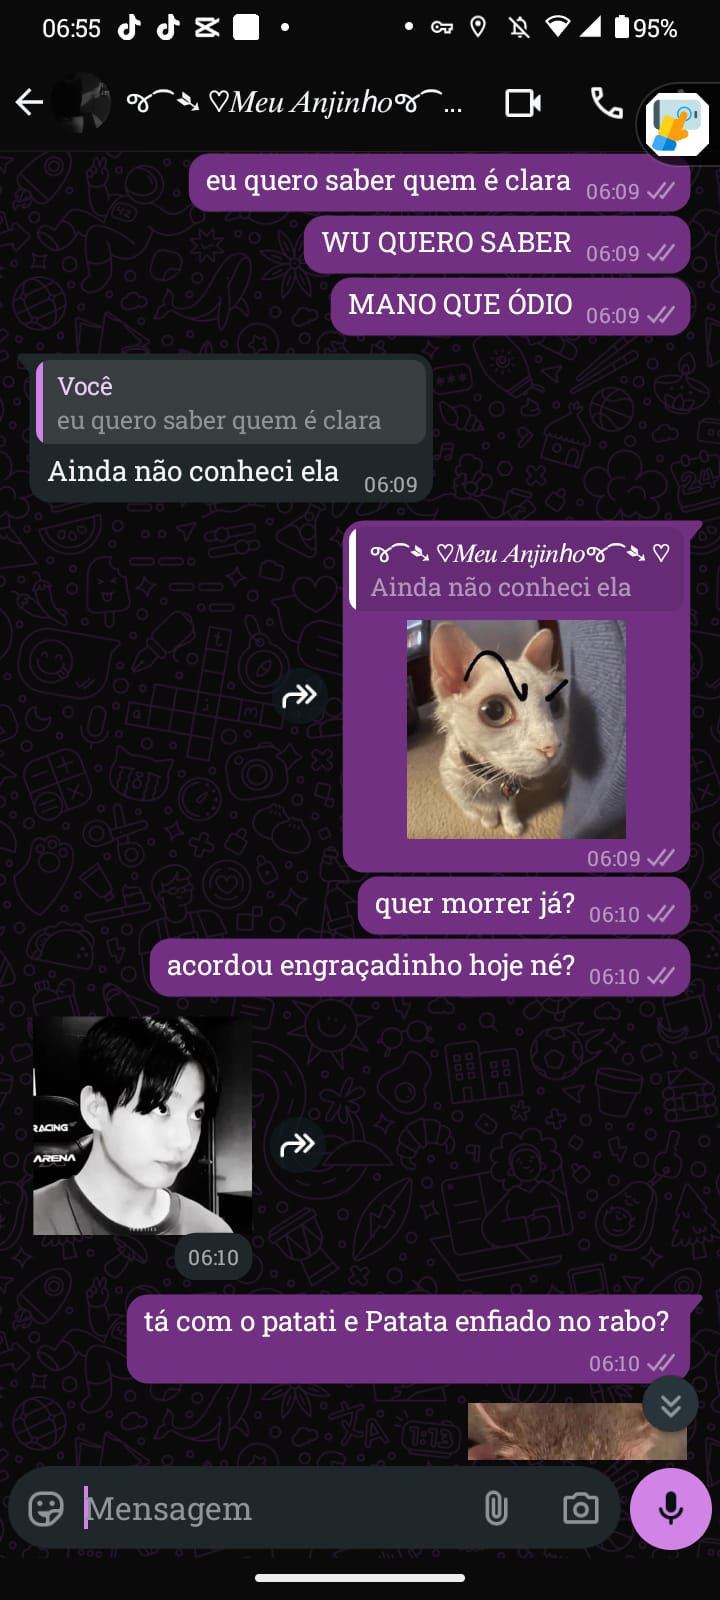 06:55 95%
ঔৣ͡➴ ♡Meu Anjinhoঔৣ͡...
eu quero saber quem é clara 06:09
WU QUERO SABER 06:09
MANO QUE ÓDIO 06:09
Você
eu quero saber quem é clara
Ainda não conheci ela 06:09
♡Meu Anjinho ♡
Ainda não conheci ela
06:09
quer morrer já? 06:10
acordou engraçadinho hoje né? 06:10
RACING
ARENA
06:10
tá com o patati e Patata enfiado no rabo?
06:10
Mensagem